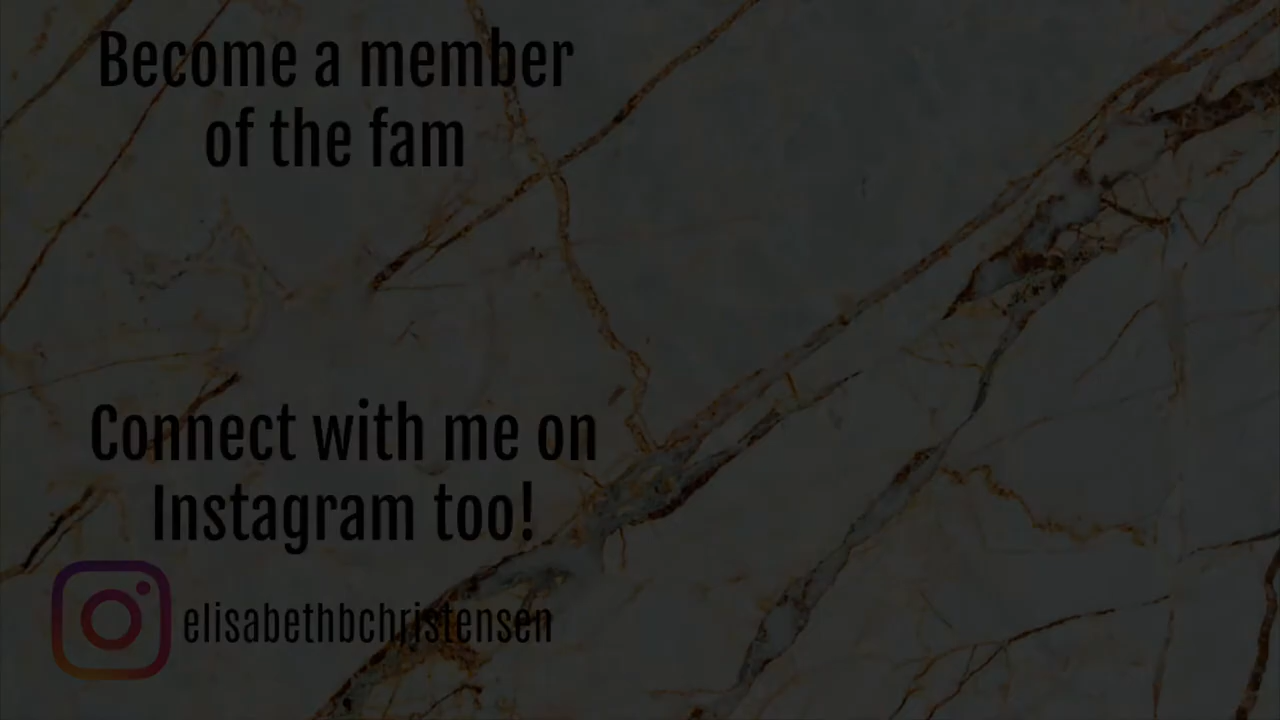 Become a member
of the fam
Connect with me on
Instagram too!
elisabethbchristensen